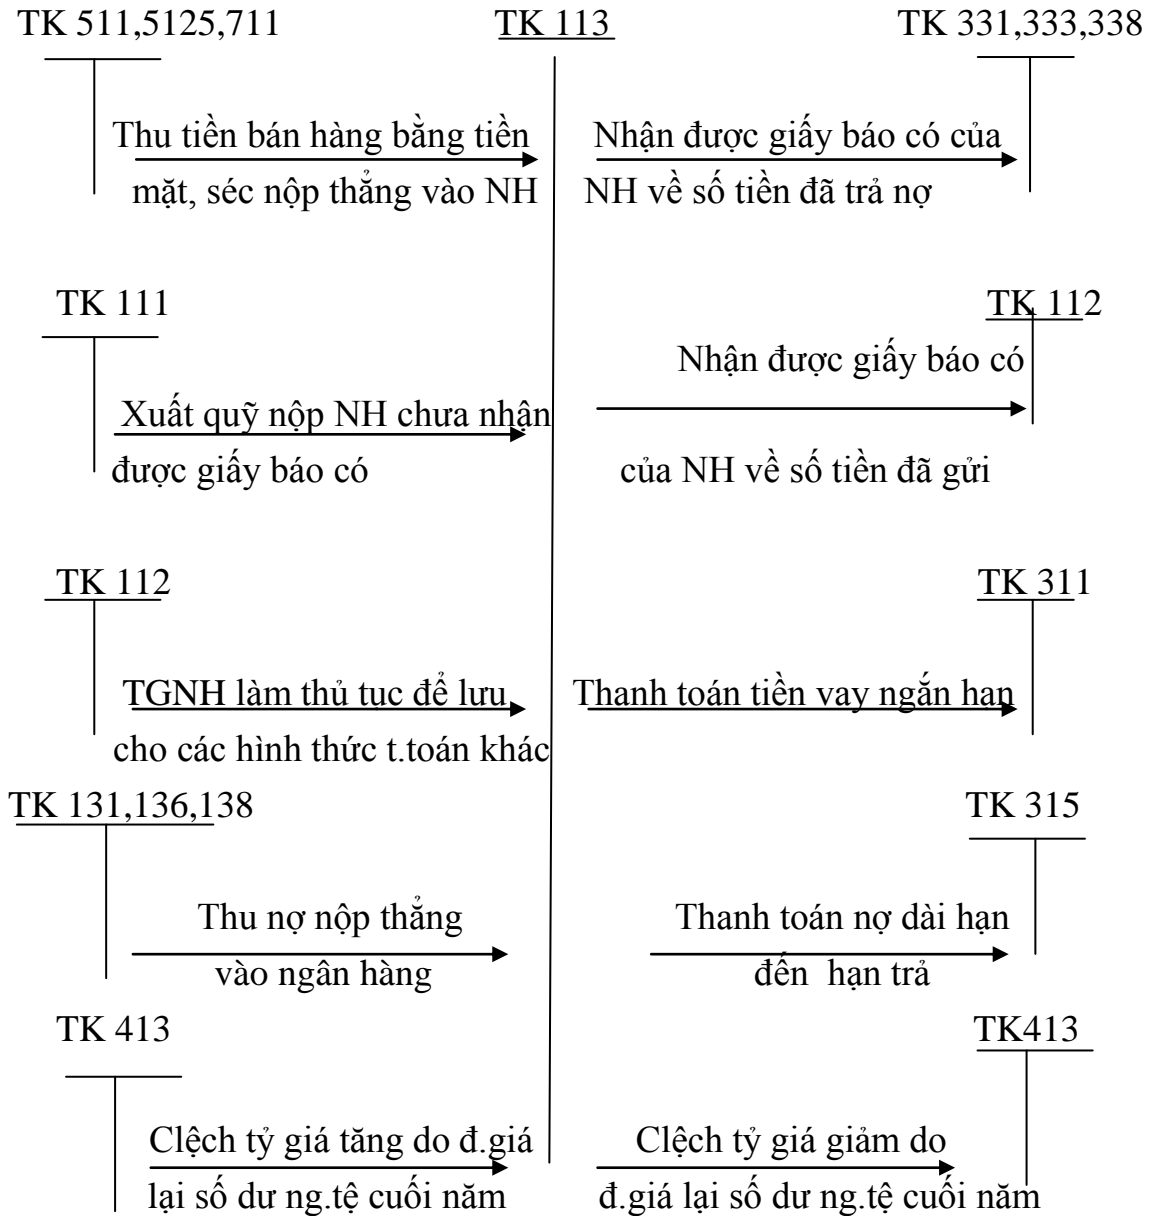 TK 511,5125,711 TK 113 TK 331,333,338
Thu tiền bán hàng bằng tiền
mặt, séc nộp thẳng vào NH
Nhận được giấy báo có của
NH về số tiền đã trả nợ
TK 111
TK 112
Xuất quỹ nộp NH chưa nhận
được giấy báo có
Nhận được giấy báo có
của NH về số tiền đã gửi
TK 112
TK 311
TGNH làm thủ tục để lưu
cho các hình thức t.toán khác
Thanh toán tiền vay ngắn hạn
TK 131,136,138
TK 315
Thu nợ nộp thẳng
vào ngân hàng
Thanh toán nợ dài hạn
đến hạn trả
TK 413
TK413
Clệch tỷ giá tăng do đ.giá
lại số dư ng.tệ cuối năm
Clệch tỷ giá giảm do
đ.giá lại số dư ng.tệ cuối năm